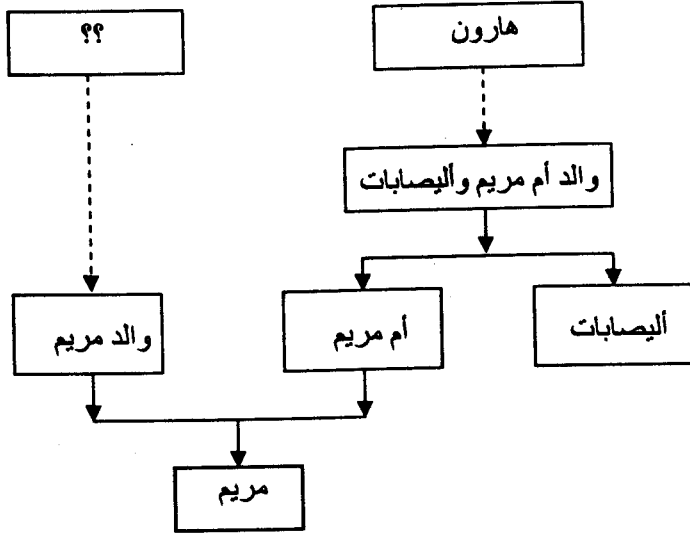 هارون
؟؟
والد أم مريم وأليصابات
أليصابات
أم مريم
والد مريم
مريم